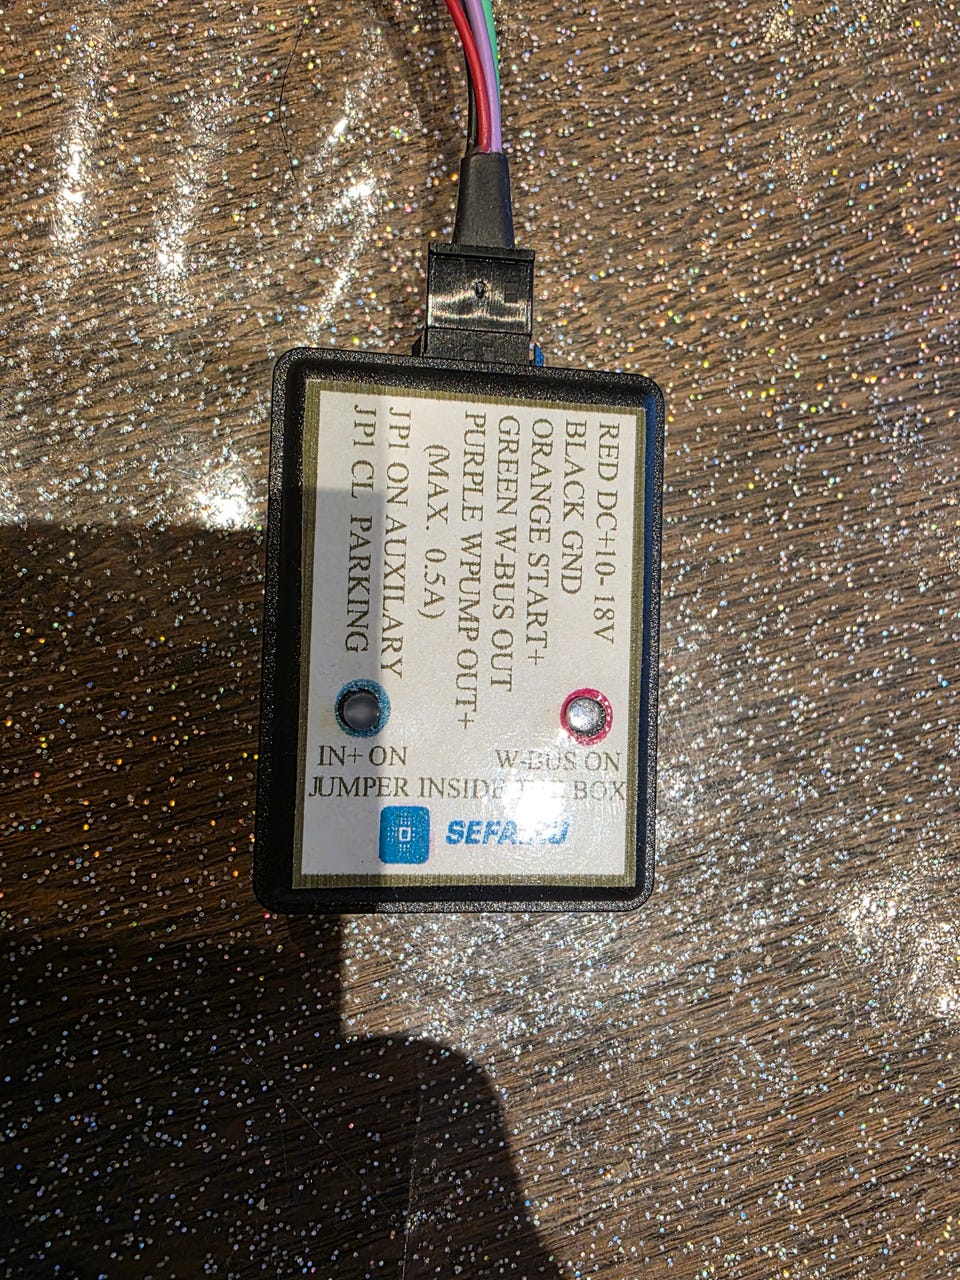 RED DC+10- 18V
BLACK GND
ORANGE START+
GREEN W-BUS OUT
PURPLE WPUMP OUT+
(MAX. 0.5A)
JP1 ON AUXILARY
JP1 CL PARKING
IN+ ON
W-BUS ON
JUMPER INSIDE THE BOX